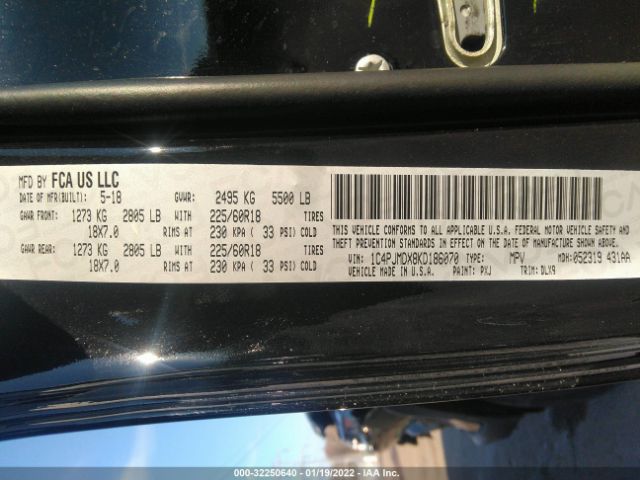 MFD BY FCA US LLC
DATE OF MFR(BUILT): 5-18 GVWR: 2495 KG 5500 LB
GAWR FRONT: 1273 KG 2805 LB WITH 225/60R18 TIRES
18X7.0 RIMS AT 230 KPA ( 33 PSI) COLD
GAWR REAR: 1273 KG 2805 LB WITH 225/60R18 TIRES
18X7.0 RIMS AT 230 KPA ( 33 PSI) COLD
THIS VEHICLE CONFORMS TO ALL APPLICABLE U.S.A. FEDERAL MOTOR VEHICLE SAFETY AND
THEFT PREVENTION STANDARDS IN EFFECT ON THE DATE OF MANUFACTURE SHOWN ABOVE.
VIN: 1C4PJMDX8KD186070 TYPE: MPV MDH: 052319 431AA
VEHICLE MADE IN U.S.A. PAINT: PXJ TRIM: DLX9
000-32250640 - 01/19/2022 - IAA Inc.